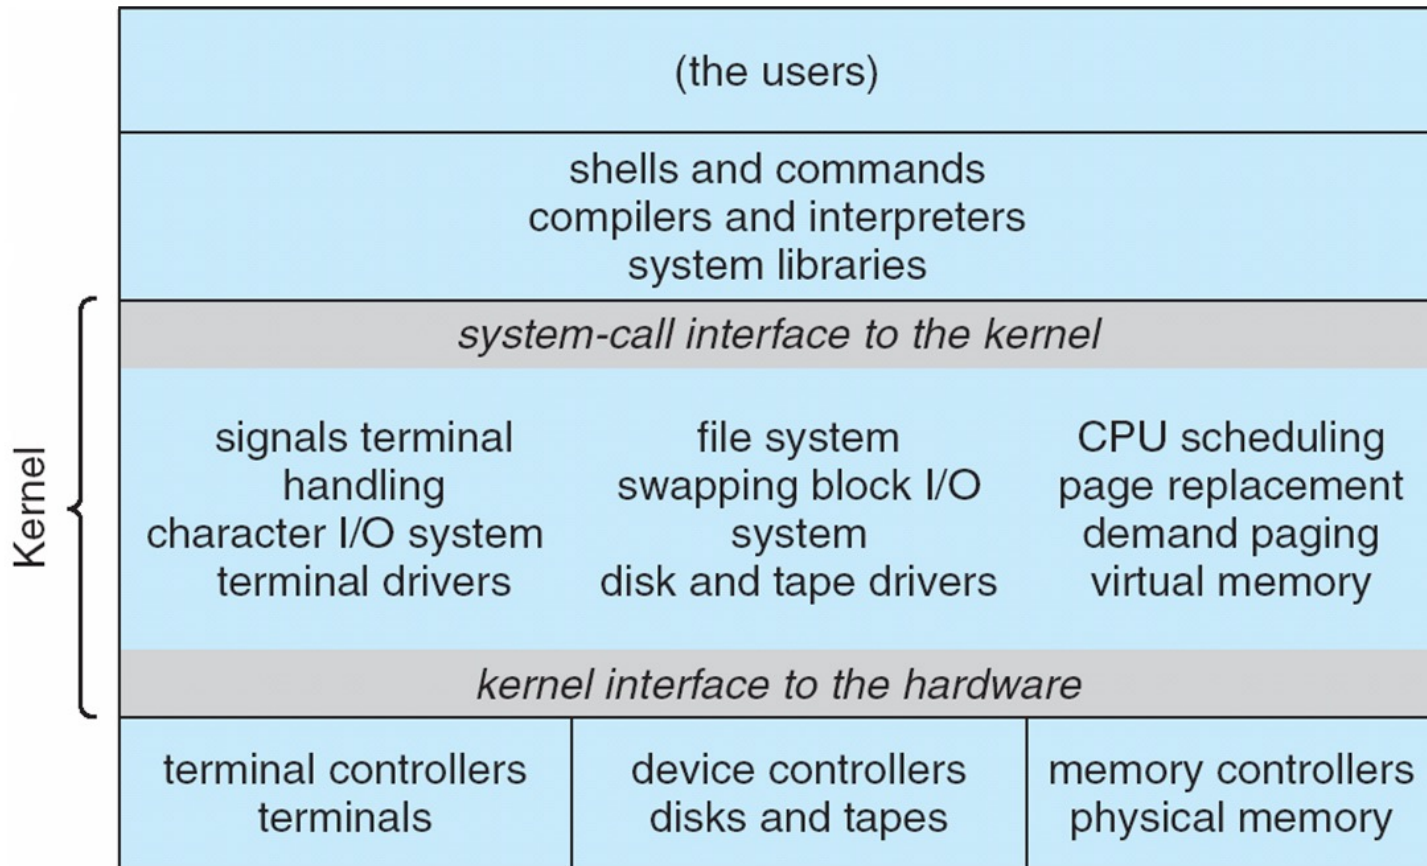 (the users)
shells and commands
compilers and interpreters
system libraries
system-call interface to the kernel
Kernel
signals terminal
handling
character I/O system
terminal drivers
file system
swapping block I/O
system
disk and tape drivers
CPU scheduling
page replacement
demand paging
virtual memory
kernel interface to the hardware
terminal controllers
terminals
device controllers
disks and tapes
memory controllers
physical memory